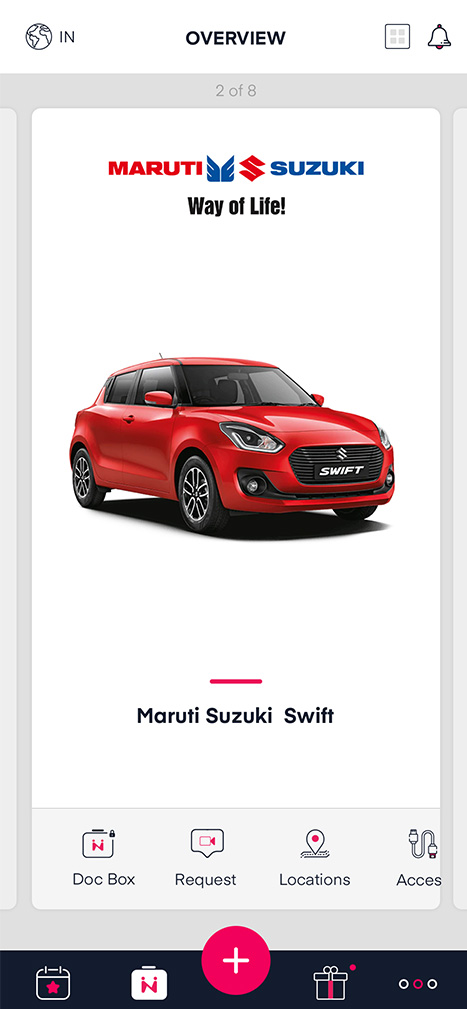 IN
OVERVIEW
2 of 8
MARUTI SUZUKI
Way of Life!
SWIFT
Maruti Suzuki Swift
Doc Box
Request
Locations
Acces